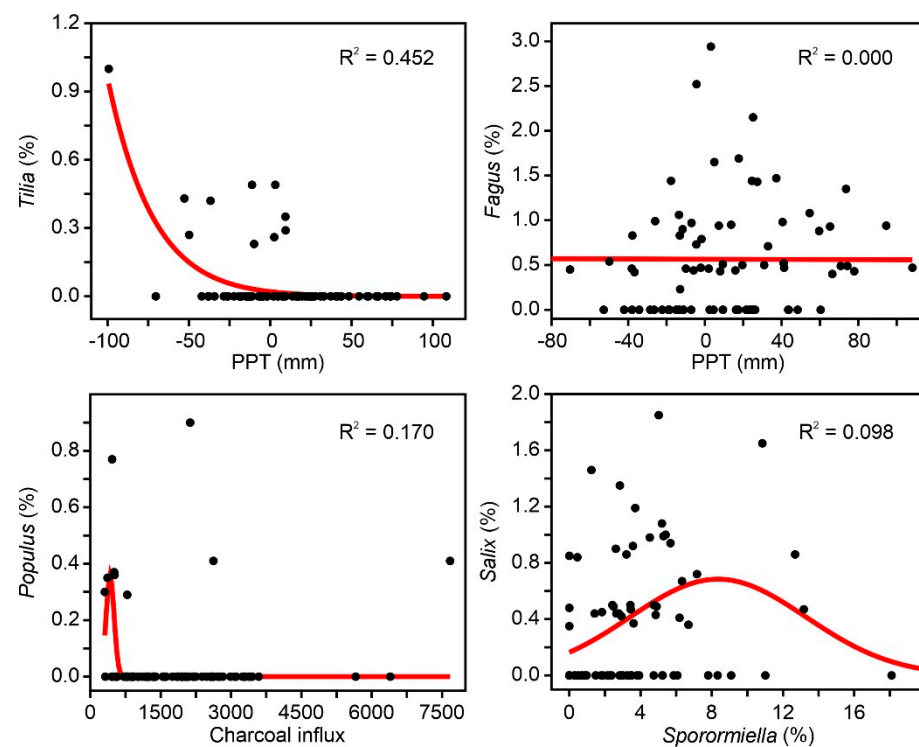 1.2
0.9
0.6
0.3
0.0
Tilia (%)
R² = 0.452
-100 -50 0 50 100
PPT (mm)
3.0
2.5
2.0
1.5
1.0
0.5
0.0
Fagus (%)
R² = 0.000
-80 -40 0 40 80
PPT (mm)
0.8
0.6
0.4
0.2
0.0
Populus (%)
R² = 0.170
0 1500 3000 4500 6000 7500
Charcoal influx
2.0
1.6
1.2
0.8
0.4
0.0
Salix (%)
R² = 0.098
0 4 8 12 16
Sporormiella (%)